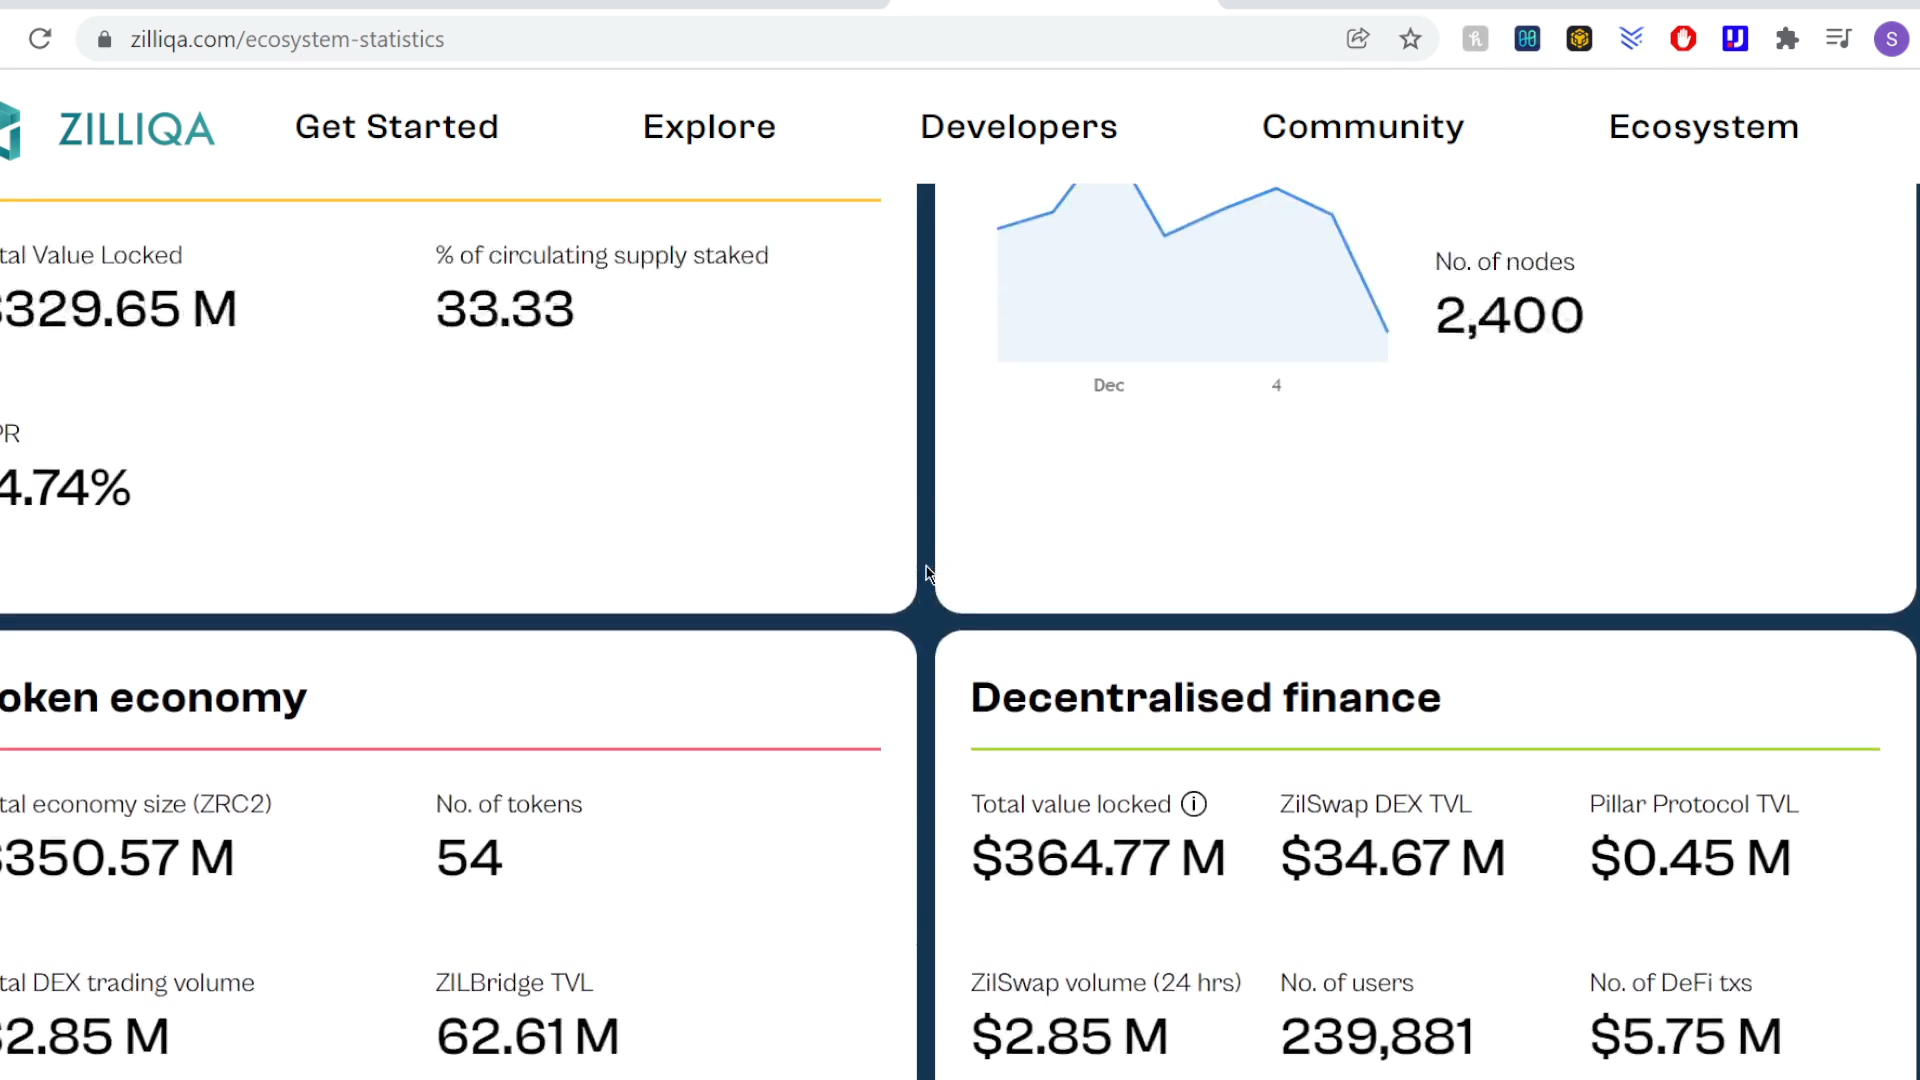 zilliqa.com/ecosystem-statistics
S
ZILLIQA Get Started Explore Developers Community Ecosystem
tal Value Locked
% of circulating supply staked
$329.65 M
33.33
PR
4.74%
No. of nodes
2,400
Dec 4
oken economy
tal economy size (ZRC2)
No. of tokens
$350.57 M
54
tal DEX trading volume
ZILBridge TVL
$2.85 M
62.61 M
Decentralised finance
Total value locked
ZilSwap DEX TVL
Pillar Protocol TVL
$364.77 M
$34.67 M
$0.45 M
ZilSwap volume (24 hrs)
No. of users
No. of DeFi txs
$2.85 M
239,881
$5.75 M